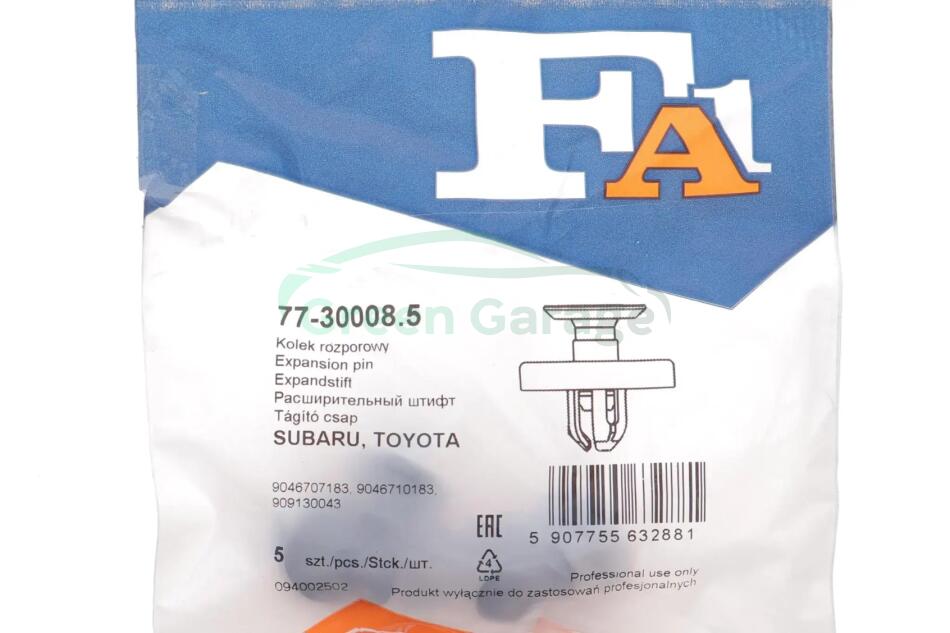 FA1
77-30008.5
Green Garage
Kolek rozporowy
Expansion pin
Expandstift
Расширительный штифт
Tágító csap
SUBARU, TOYOTA
9046707183, 9046710183,
909130043
EAC
5 907755 632881
5 szt./pcs./Stck./шт.
4
LDPE
094002502
Professional use only
Produkt wyłącznie do zastosowań profesjonalnych